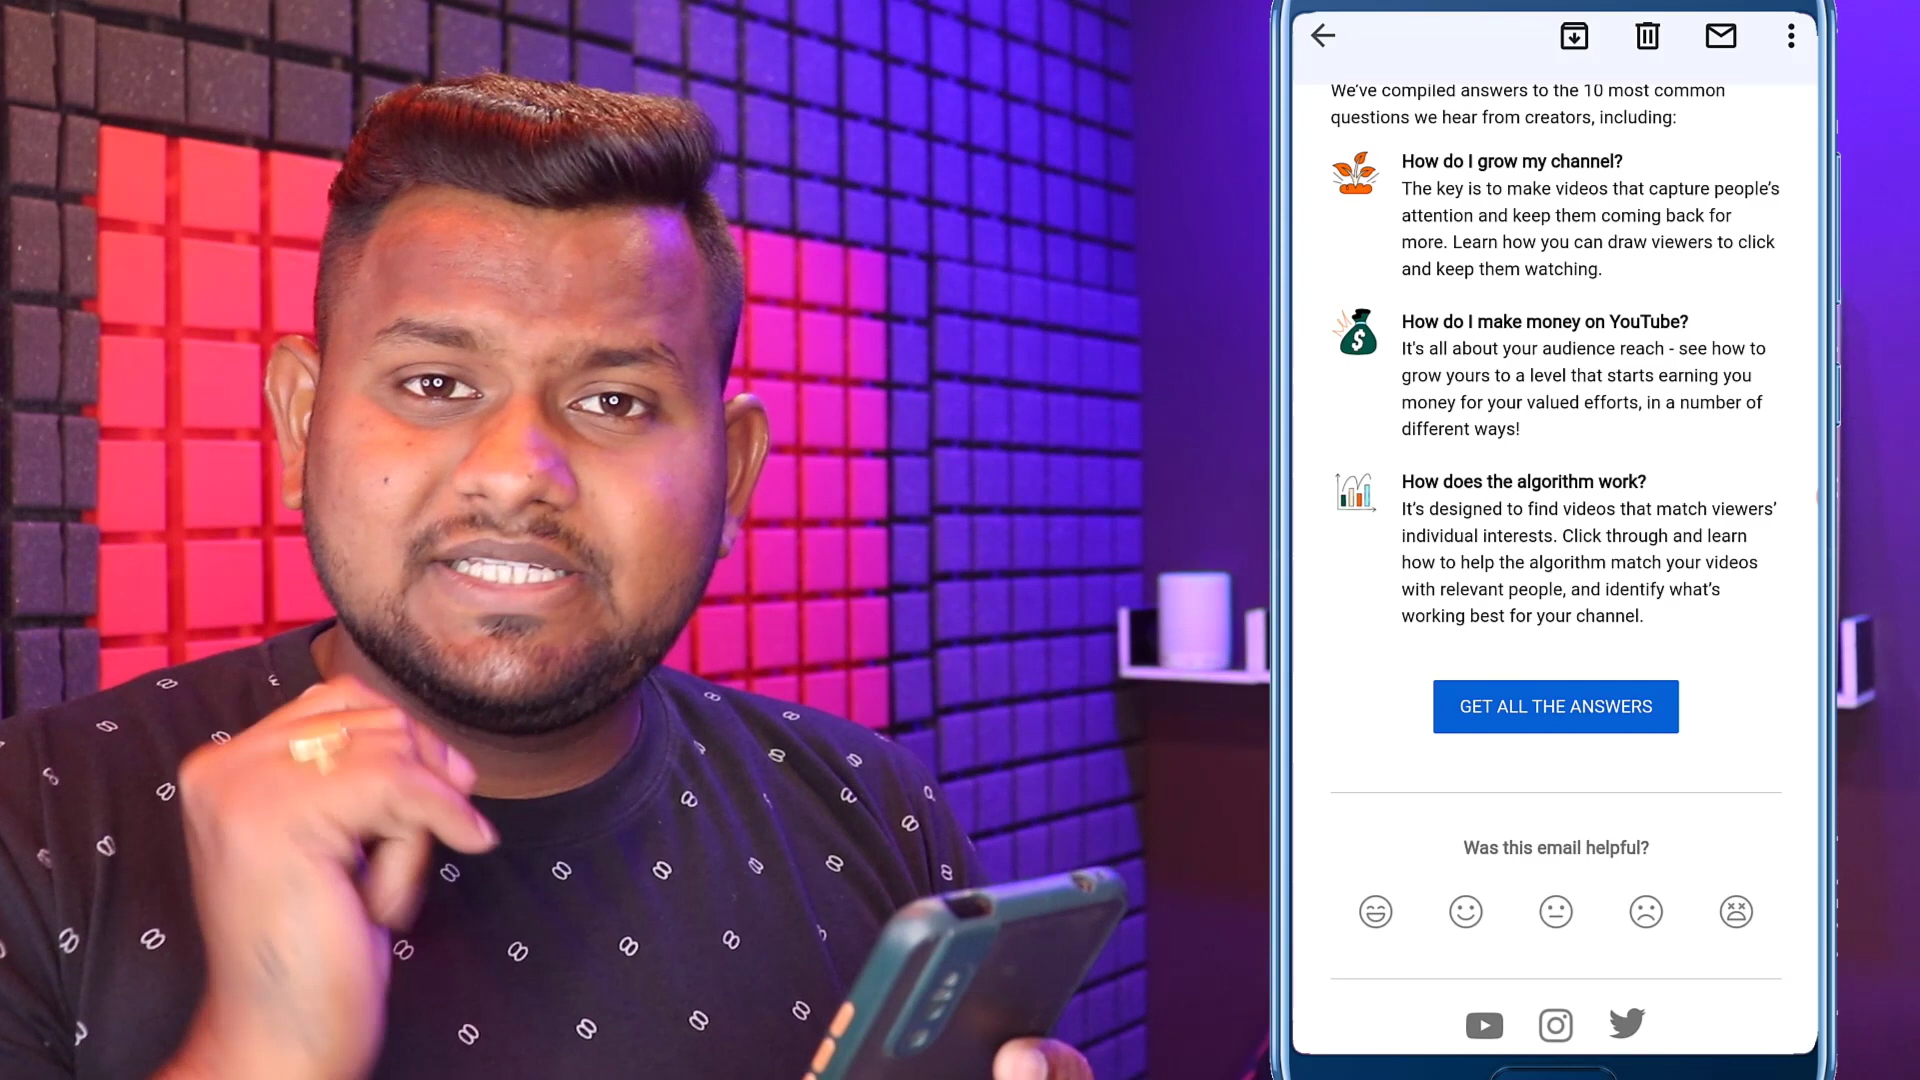 We've compiled answers to the 10 most common
questions we hear from creators, including:
How do I grow my channel?
The key is to make videos that capture people's
attention and keep them coming back for
more. Learn how you can draw viewers to click
and keep them watching.
How do I make money on YouTube?
It's all about your audience reach - see how to
grow yours to a level that starts earning you
money for your valued efforts, in a number of
different ways!
How does the algorithm work?
It's designed to find videos that match viewers'
individual interests. Click through and learn
how to help the algorithm match your videos
with relevant people, and identify what's
working best for your channel.
GET ALL THE ANSWERS
Was this email helpful?